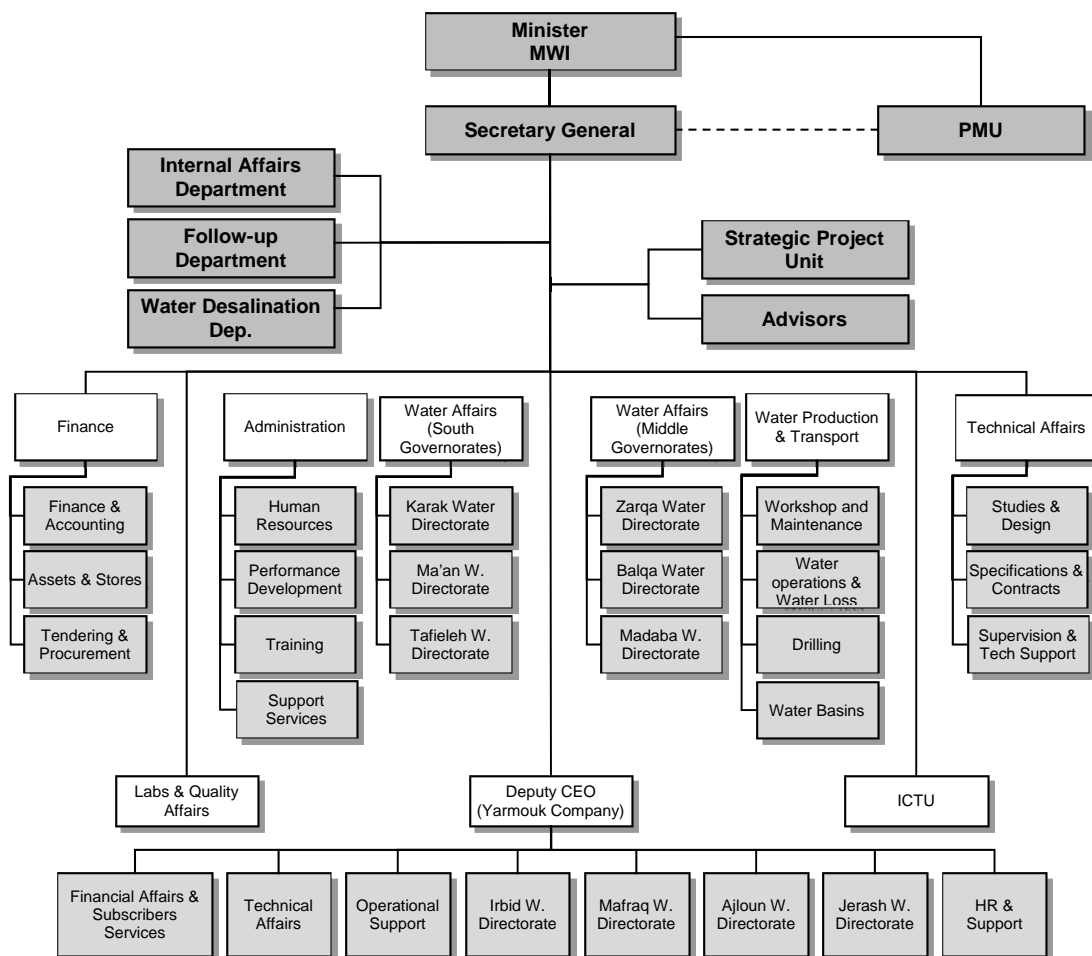 Minister
MWI
Secretary General
PMU
Internal Affairs
Department
Follow-up
Department
Water Desalination
Dep.
Strategic Project
Unit
Advisors
Finance
Administration
Water Affairs
(South
Governorates)
Water Affairs
(Middle
Governorates)
Water Production
& Transport
Technical Affairs
Finance &
Accounting
Assets & Stores
Tendering &
Procurement
Human
Resources
Performance
Development
Training
Support
Services
Karak Water
Directorate
Ma'an W.
Directorate
Tafieleh W.
Directorate
Zarqa Water
Directorate
Balqa Water
Directorate
Madaba W.
Directorate
Workshop and
Maintenance
Water
operations &
Water Loss
Drilling
Water Basins
Studies &
Design
Specifications &
Contracts
Supervision &
Tech Support
Labs & Quality
Affairs
Deputy CEO
(Yarmouk Company)
ICTU
Financial Affairs &
Subscribers
Services
Technical
Affairs
Operational
Support
Irbid W.
Directorate
Mafraq W.
Directorate
Ajloun W.
Directorate
Jerash W.
Directorate
HR &
Support